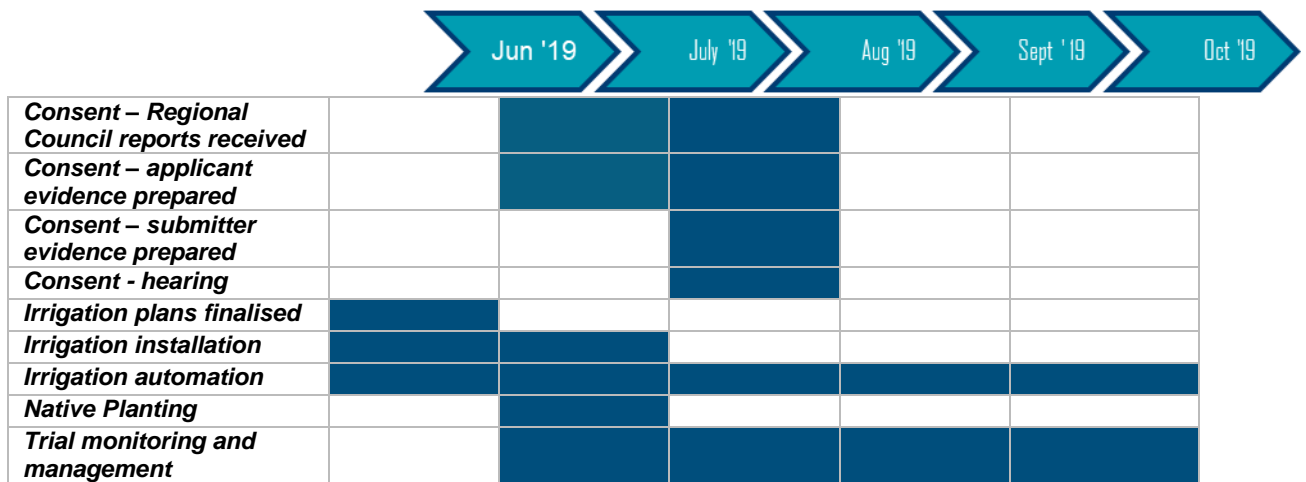 Jun '19 July '19 Aug '19 Sept '19 Oct '19
Consent – Regional
Council reports received
Consent – applicant
evidence prepared
Consent – submitter
evidence prepared
Consent - hearing
Irrigation plans finalised
Irrigation installation
Irrigation automation
Native Planting
Trial monitoring and
management